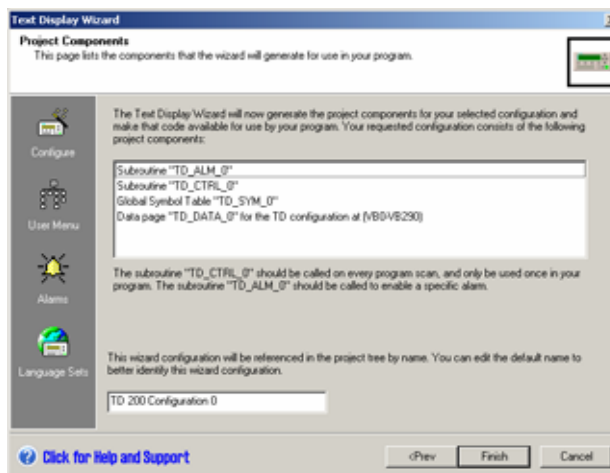 Text Display Wizard
Project Components
This page lists the components that the wizard will generate for use in your program.
The Text Display Wizard will now generate the project components for your selected configuration and
make that code available for use by your program. Your requested configuration consists of the following
project components:
Configure
Subroutine "TD_ALM_0"
Subroutine "TD_CTRL_0"
Global Symbol Table "TD_SYM_0"
Data page "TD_DATA_0" for the TD configuration at (VB0-VB290)
User Menu
The subroutine "TD_CTRL_0" should be called on every program scan, and only be used once in your
program. The subroutine "TD_ALM_0" should be called to enable a specific alarm.
Alarms
Language Sets
This wizard configuration will be referenced in the project tree by name. You can edit the default name to
better identify this wizard configuration.
TD 200 Configuration 0
Click for Help and Support
<Prev
Finish
Cancel